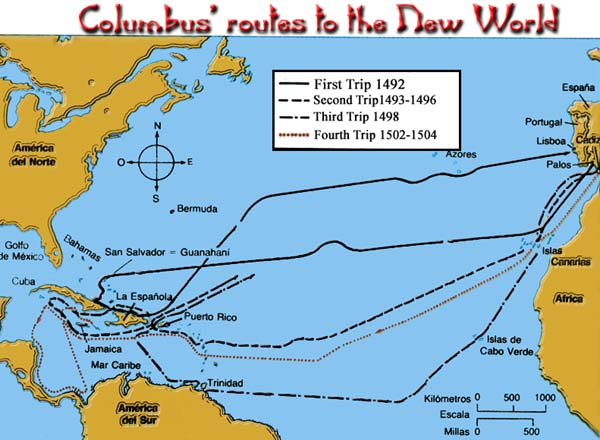 Columbus' routes to the New World
First Trip 1492
Second Trip1493-1496
Third Trip 1498
Fourth Trip 1502-1504
España
Portugal
Lisboa
Cádiz
Palos
Azores
América
del Norte
N
O
E
S
Bermuda
Golfo
de México
Bahamas
San Salvador = Guanahaní
Cuba
La Española
Puerto Rico
Islas
Canarias
África
Jamaica
Mar Caribe
Islas de
Cabo Verde
Trinidad
América
del Sur
Kilómetros
0 500 1000
Escala
Millas
0 500